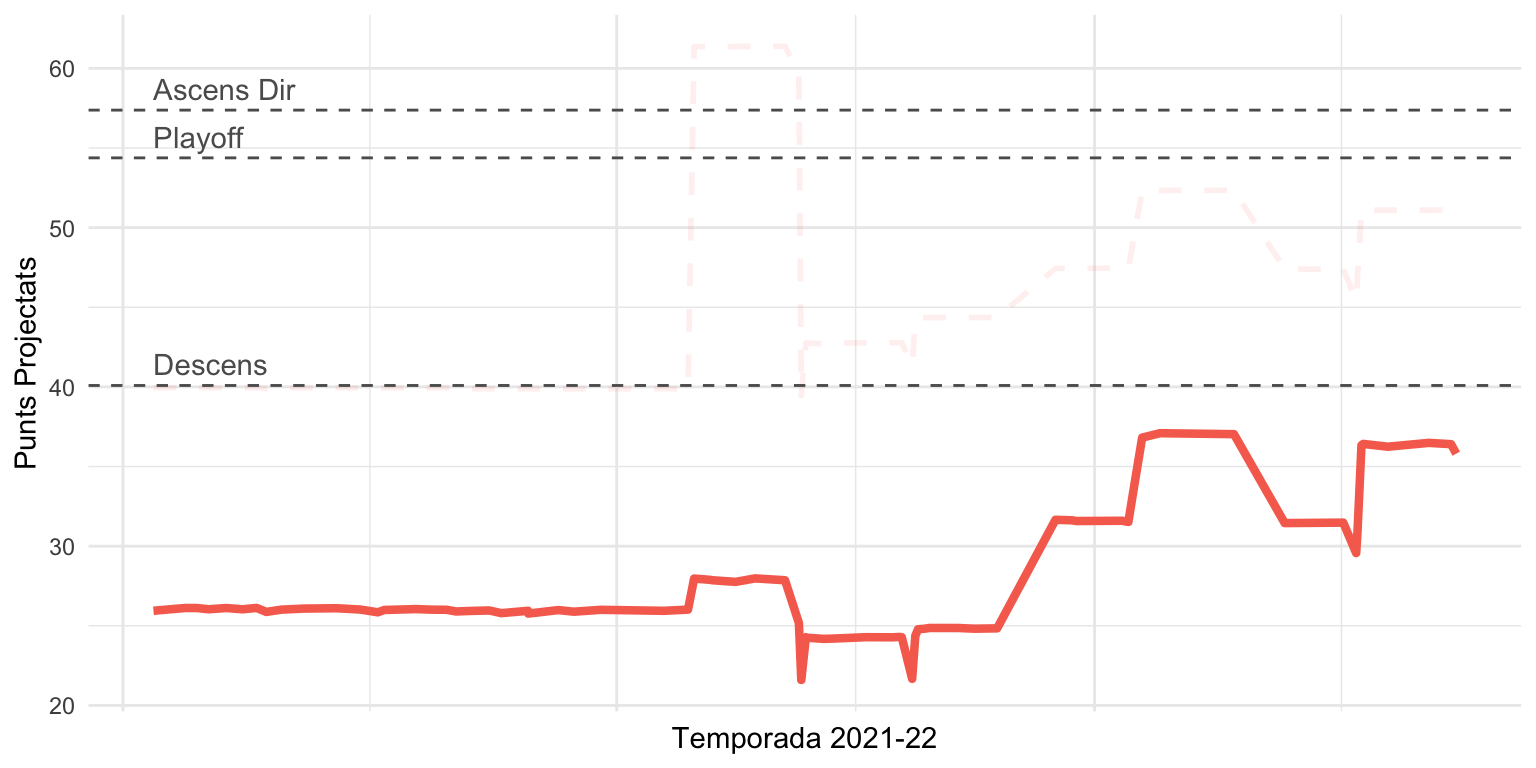 60
Ascens Dir
Playoff
50
Descens
40
30
20
Punts Projectats
Temporada 2021-22